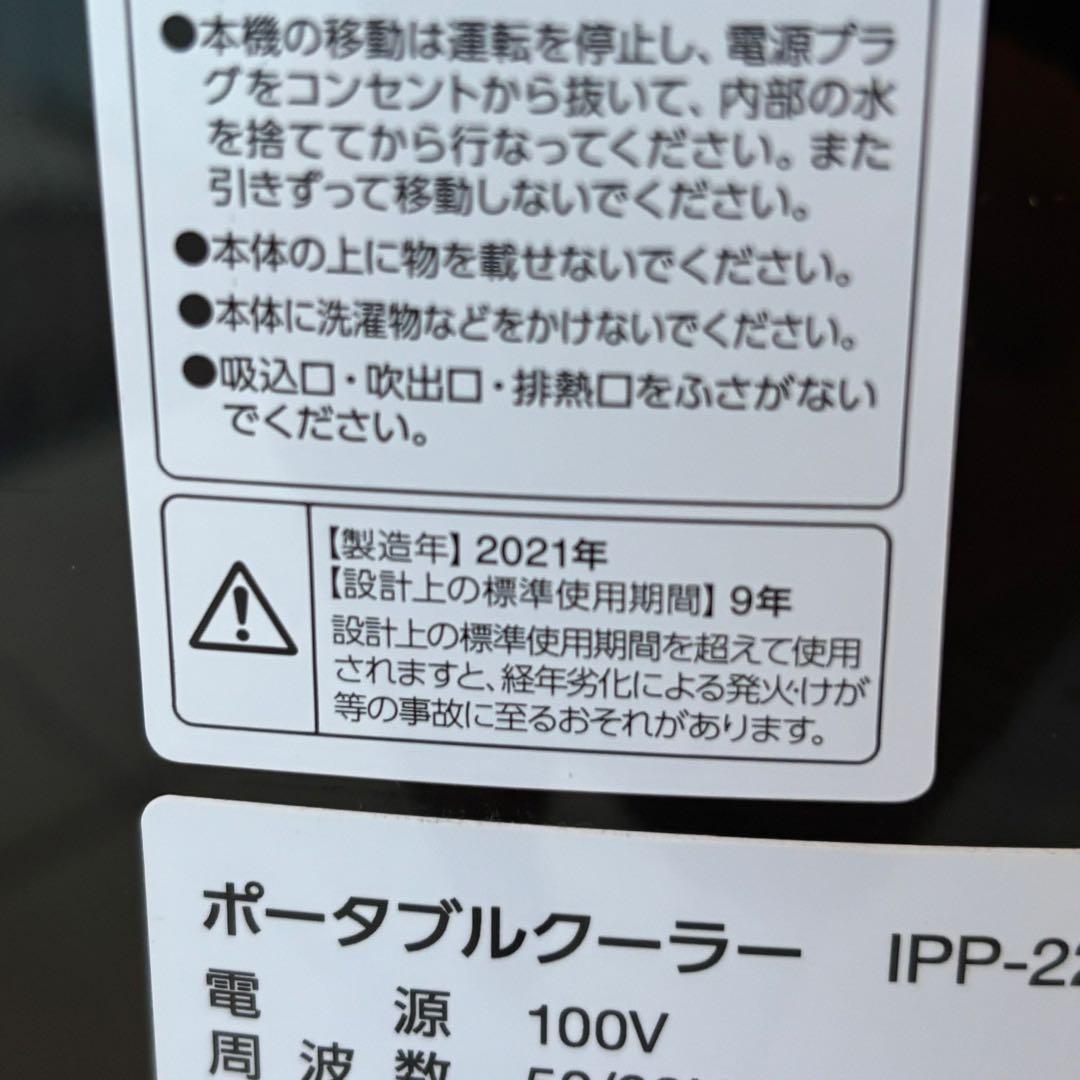 ●本機の移動は運転を停止し、電源プラ
グをコンセントから抜いて、内部の水
を捨ててから行なってください。また
引きずって移動しないでください。
●本体の上に物を載せないでください。
●本体に洗濯物などをかけないでください。
●吸込口・吹出口・排熱口をふさがない
でください。
【製造年】2021年
【設計上の標準使用期間】9年
設計上の標準使用期間を超えて使用
されますと、経年劣化による発火・けが
等の事故に至るおそれがあります。
ポータブルクーラー IPP-22
電源 100V
周波数